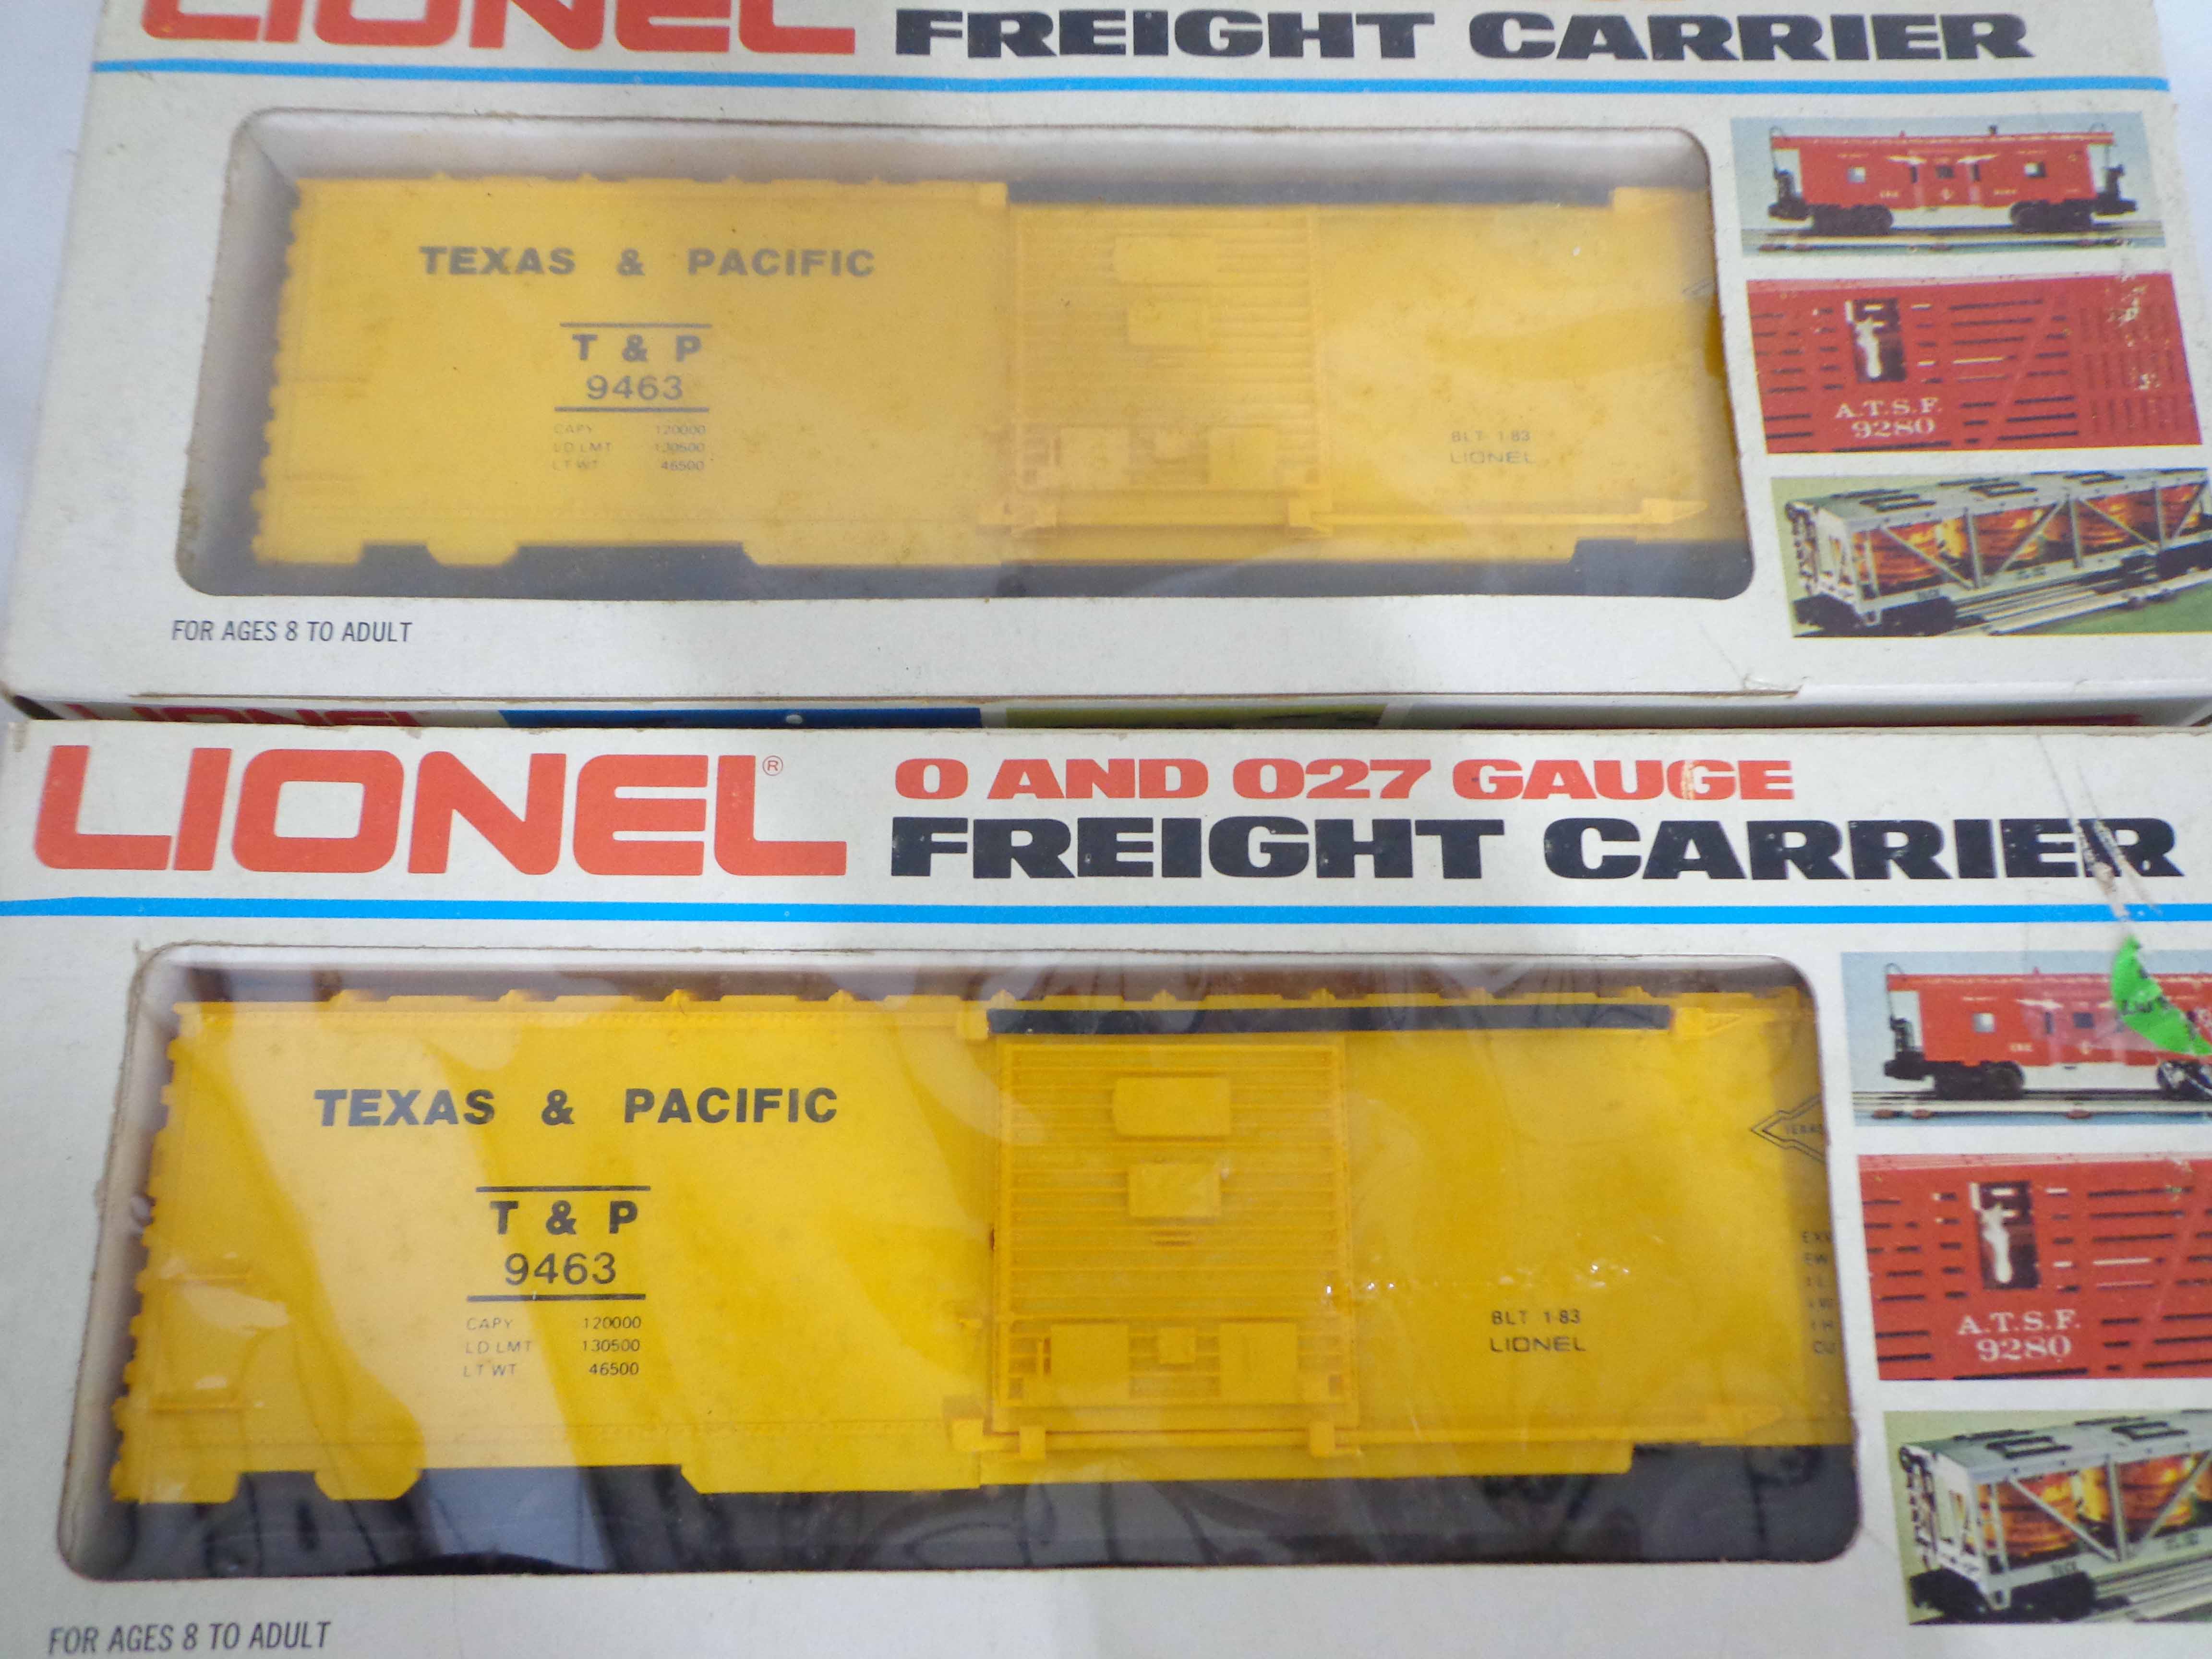 LIONEL FREIGHT CARRIER
TEXAS & PACIFIC
T & P
9463
CAPY 120000
LD LMT 130500
LT WT 46500
BLT 1-83
LIONEL
A.T.S.F.
9280
FOR AGES 8 TO ADULT
LIONEL
LIONEL® O AND O27 GAUGE
FREIGHT CARRIER
TEXAS & PACIFIC
T & P
9463
CAPY 120000
LD LMT 130500
LT WT 46500
BLT 1-83
LIONEL
A.T.S.F.
9280
FOR AGES 8 TO ADULT